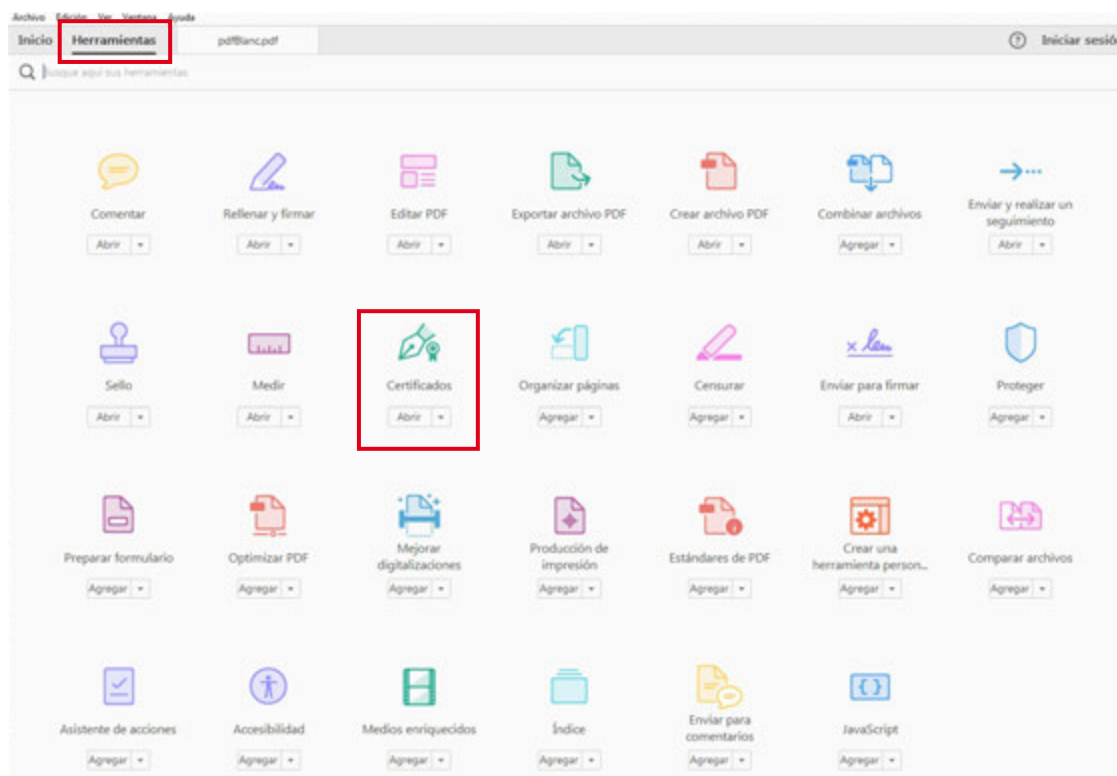 Archivo Edición Ver Ventana Ayuda
Inicio Herramientas pdfBlanc.pdf Iniciar sesió
Busque aquí sus herramientas
Comentar Rellenar y firmar Editar PDF Exportar archivo PDF Crear archivo PDF Combinar archivos Enviar y realizar un
seguimiento
Abrir Abrir Abrir Abrir Abrir Agregar Abrir
Sello Medir Certificados Organizar páginas Censurar Enviar para firmar Proteger
Abrir Abrir Abrir Agregar Agregar Abrir Agregar
Preparar formulario Optimizar PDF Mejorar
digitalizaciones Producción de
impresión Estándares de PDF Crear una
herramienta person... Comparar archivos
Agregar Agregar Agregar Agregar Agregar Agregar Agregar
Asistente de acciones Accesibilidad Medios enriquecidos Índice Enviar para
comentarios JavaScript
Agregar Agregar Agregar Agregar Agregar Agregar